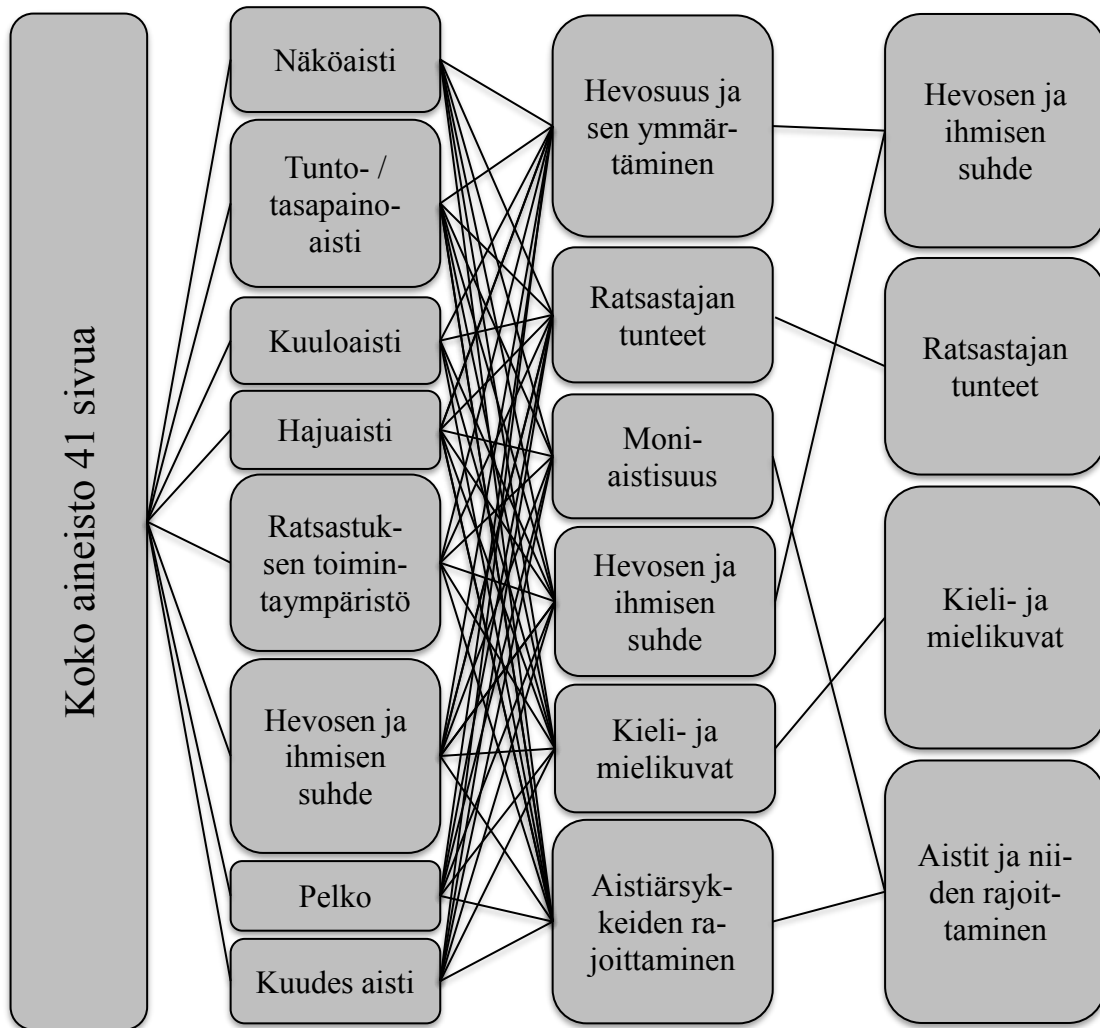 Koko aineisto 41 sivua
Näköaisti
Tunto- /
tasapaino-
aisti
Kuuloaisti
Hajuaisti
Ratsastuk-
sen toimin-
taympäristö
Hevosen ja
ihmisen
suhde
Pelko
Kuudes aisti
Hevosuus ja
sen ymmär-
täminen
Ratsastajan
tunteet
Moni-
aistisuus
Hevosen ja
ihmisen
suhde
Kieli- ja
mielikuvat
Aistiärsyk-
keiden ra-
joittaminen
Hevosen ja
ihmisen
suhde
Ratsastajan
tunteet
Kieli- ja
mielikuvat
Aistit ja nii-
den rajoit-
taminen